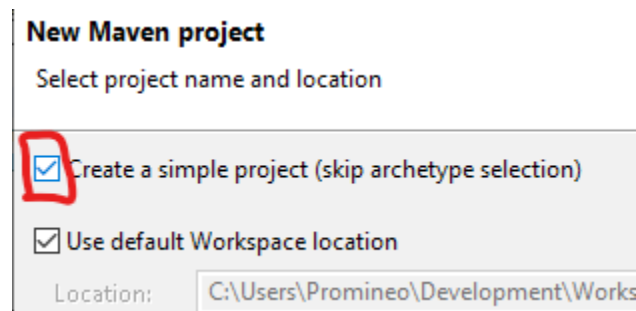 New Maven project
Select project name and location
Create a simple project (skip archetype selection)
Use default Workspace location
Location: C:\Users\Promineo\Development\Works